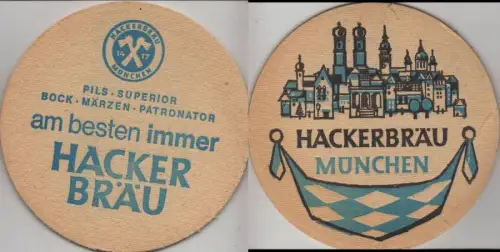 HACKERBRÄU
14 17
MÜNCHEN
PILS · SUPERIOR
BOCK · MÄRZEN · PATRONATOR
am besten immer
HACKER
BRÄU
HACKERBRÄU
MÜNCHEN